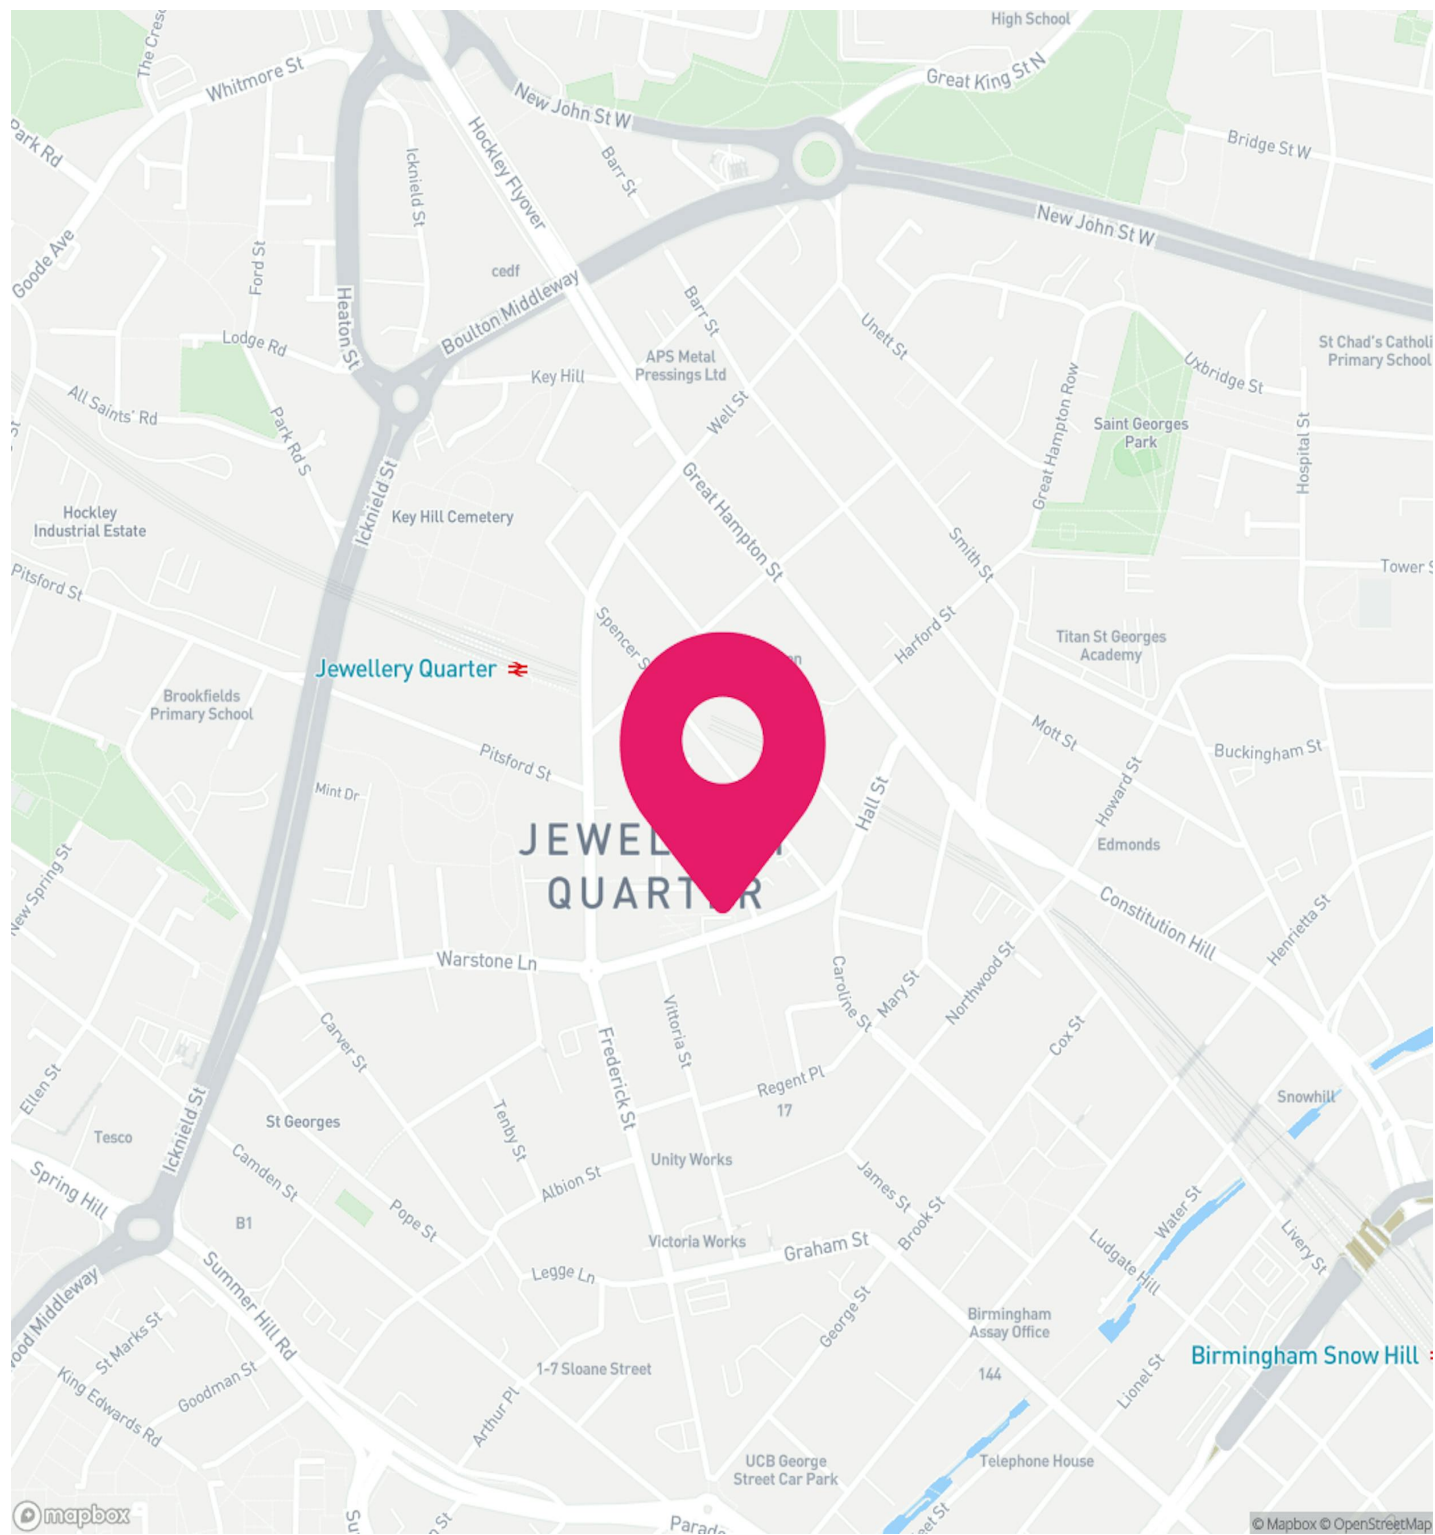 High School
The Cresc
Whitmore St
Great King St N
New John St W
Park Rd
Hockley Flyover
Barr St
Icknield St
Bridge St W
New John St W
Goode Ave
Ford St
cedf
Heaton St
Boulton Middleway
Barr St
Unett St
Lodge Rd
St Chad's Catholi
Primary School
APS Metal
Pressings Ltd
Key Hill
Uxbridge St
All Saints' Rd
Well St
Great Hampton Row
Park Rd S
Saint Georges
Park
Hospital St
St
Icknield St
Great Hampton St
Hockley
Industrial Estate
Key Hill Cemetery
Smith St
Tower S
Pitsford St
Spencer S
Harford St
Titan St Georges
Academy
Jewellery Quarter
Brookfields
Primary School
Mott St
Buckingham St
Pitsford St
Mint Dr
Hall St
Howard St
JEWEL
QUARTER
Edmonds
New Spring St
Constitution Hill
Henrietta St
Warstone Ln
Caroline St
Mary St
Northwood St
Vittoria St
Carver St
Frederick St
Cox St
Ellen St
Regent Pl
17
Snowhill
Icknield St
St Georges
Tenby St
Tesco
Camden St
Unity Works
Albion St
James St
Spring Hill
Pope St
Brook St
Water St
B1
Victoria Works
Graham St
Ludgate Hill
Livery St
Legge Ln
Summer Hill Rd
ood Middleway
St Marks St
George St
Birmingham
Assay Office
Birmingham Snow Hill
1-7 Sloane Street
144
Lionel St
Goodman St
King Edwards Rd
Arthur Pl
UCB George
Street Car Park
Telephone House
mapbox
Su
n St
Parade
eet St
© Mapbox © OpenStreetMap